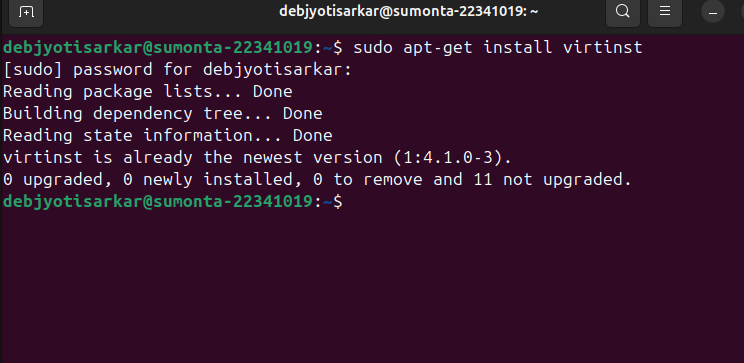 debjyotisarkar@sumonta-22341019: ~
debjyotisarkar@sumonta-22341019:~$ sudo apt-get install virtinst
[sudo] password for debjyotisarkar:
Reading package lists... Done
Building dependency tree... Done
Reading state information... Done
virtinst is already the newest version (1:4.1.0-3).
0 upgraded, 0 newly installed, 0 to remove and 11 not upgraded.
debjyotisarkar@sumonta-22341019:~$